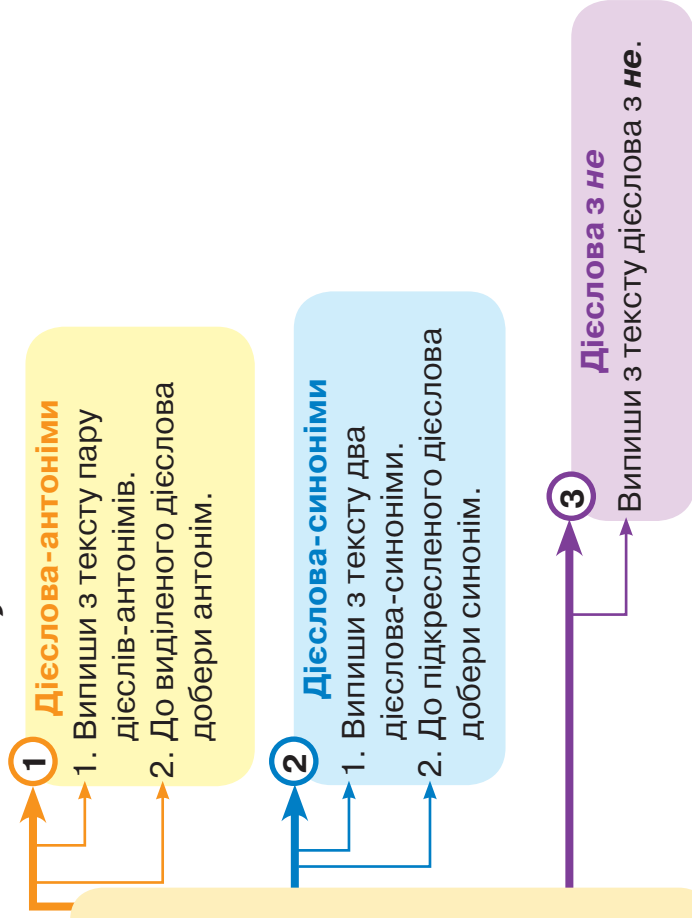 1
Дієслова-антоніми
1. Випиши з тексту пару
дієслів-антонімів.
2. До виділеного дієслова
добери антонім.
2
Дієслова-синоніми
1. Випиши з тексту два
дієслова-синоніми.
2. До підкресленого дієслова
добери синонім.
3
Дієслова з не
Випиши з тексту дієслова з не.